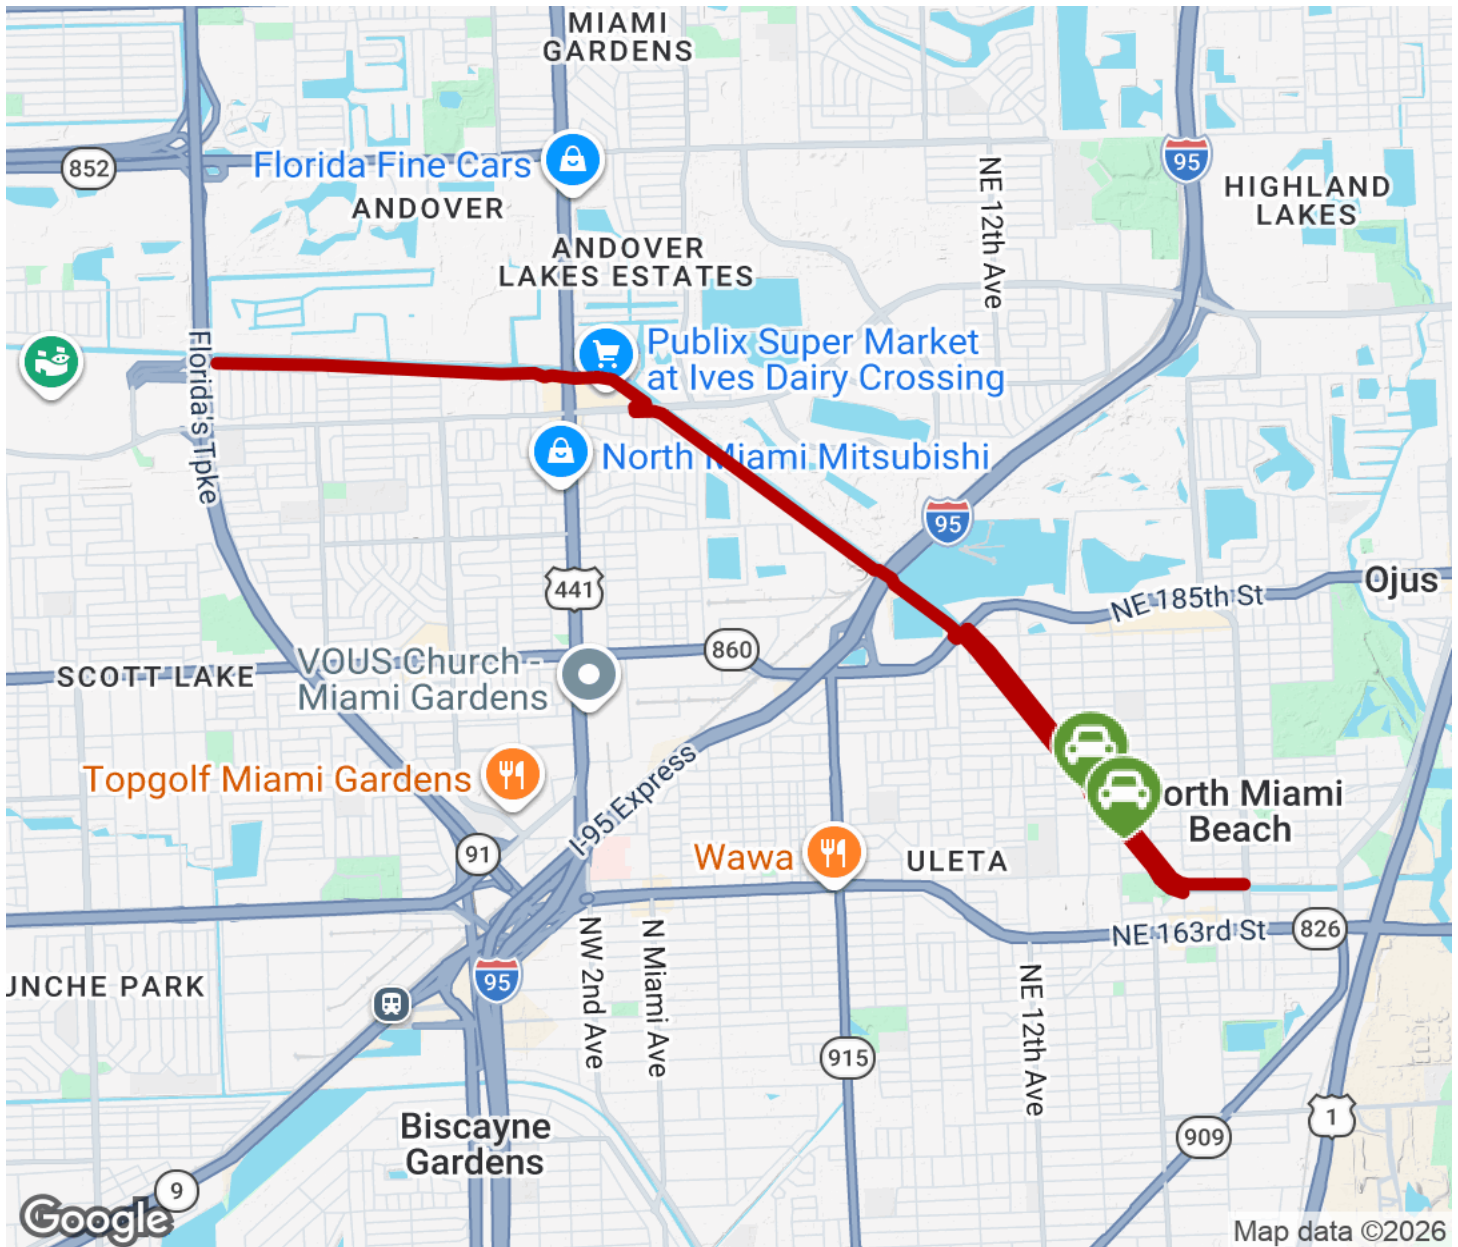 MIAMI
GARDENS
852
Florida Fine Cars
ANDOVER
95
NE 12th Ave
HIGHLAND
LAKES
ANDOVER
LAKES ESTATES
Publix Super Market
at Ives Dairy Crossing
Florida's Tpke
North Miami Mitsubishi
95
441
Ojus
NE 185th St
860
SCOTT LAKE
VOUS Church -
Miami Gardens
Topgolf Miami Gardens
I-95 Express
orth Miami
Beach
91
Wawa
ULETA
NE 163rd St
826
UNCHE PARK
95
NW 2nd Ave
N Miami Ave
NE 12th Ave
915
Biscayne
Gardens
909
1
9
Google
Map data ©2026